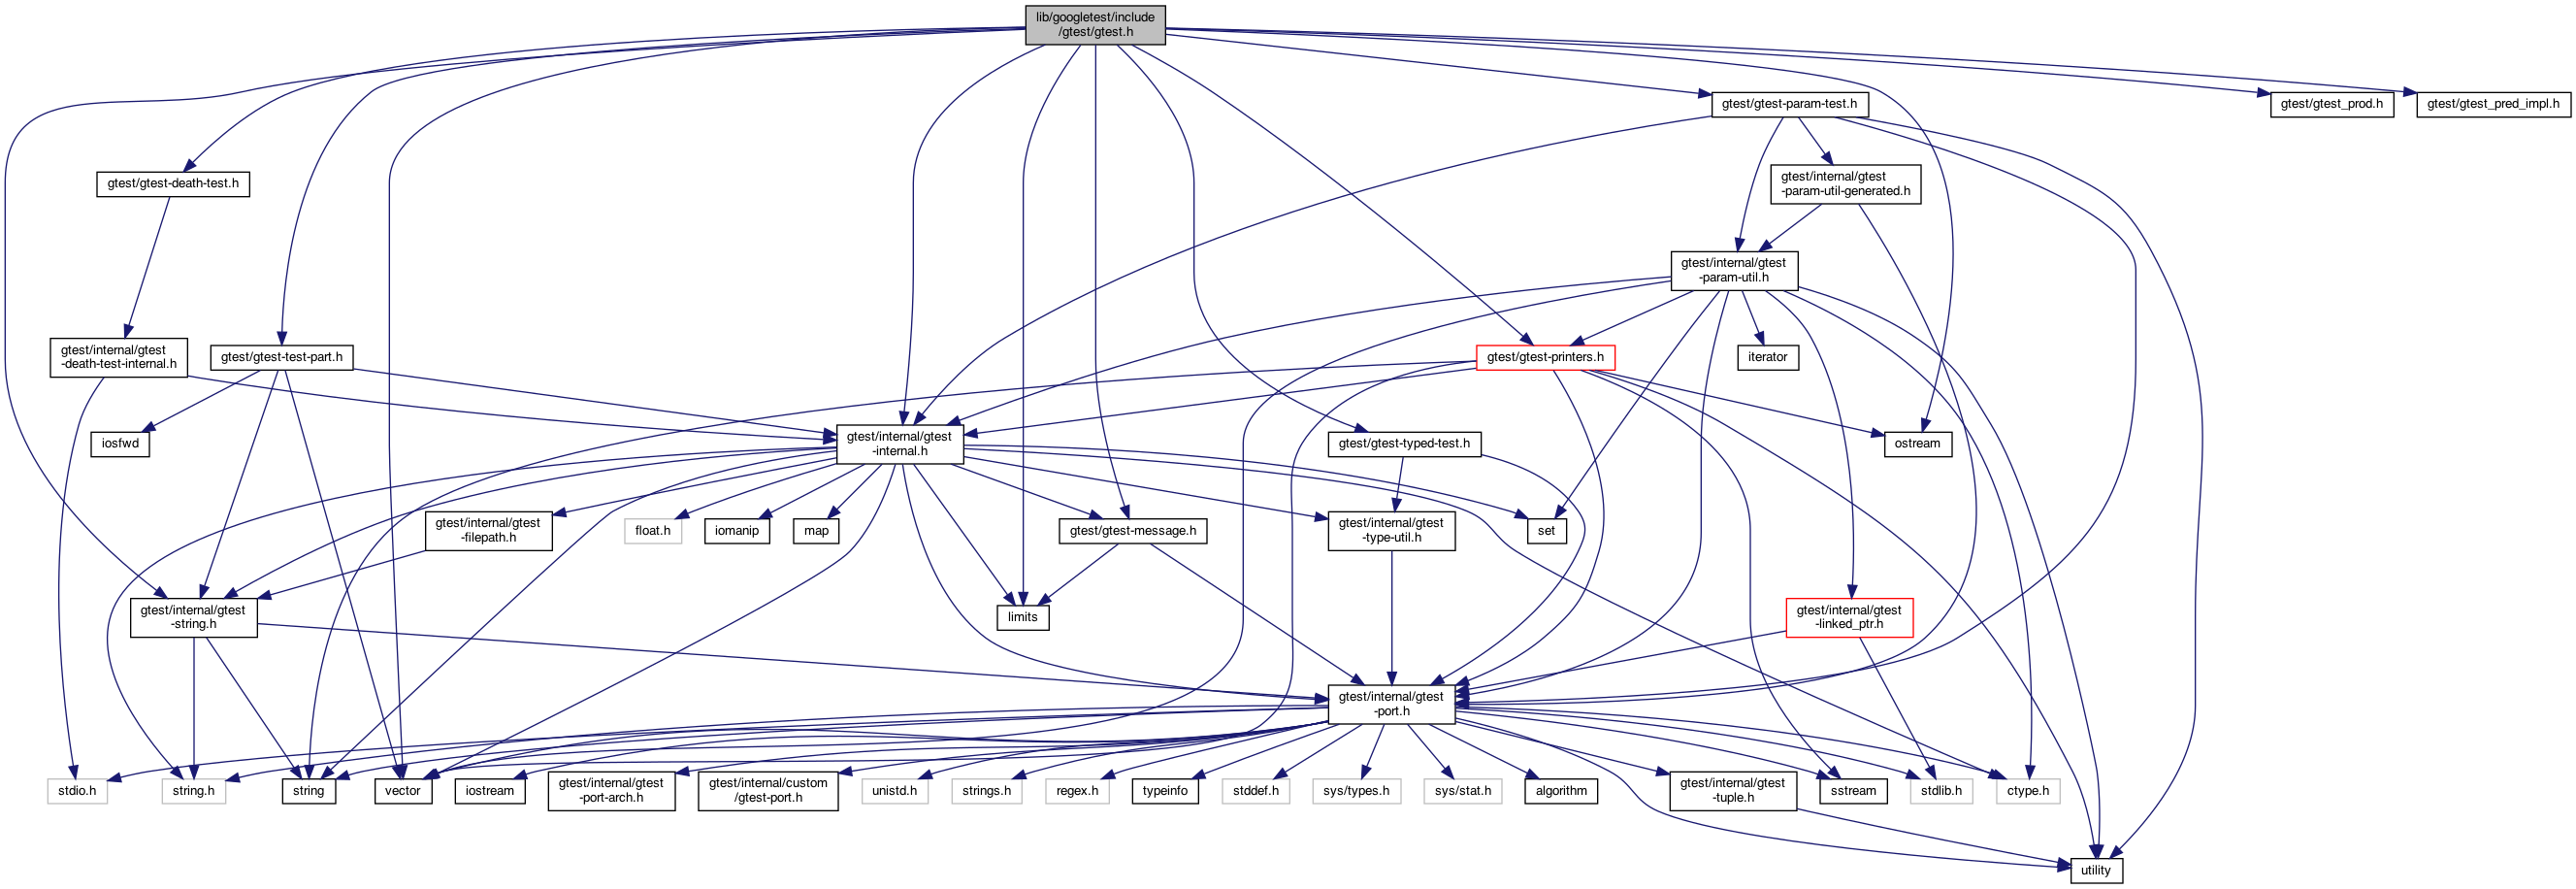 lib/googletest/include
/gtest/gtest.h
gtest/gtest-param-test.h
gtest/gtest_prod.h
gtest/gtest_pred_impl.h
gtest/gtest-death-test.h
gtest/internal/gtest
-param-util-generated.h
gtest/internal/gtest
-param-util.h
gtest/internal/gtest
-death-test-internal.h
gtest/gtest-test-part.h
gtest/gtest-printers.h
iterator
iosfwd
gtest/internal/gtest
-internal.h
gtest/gtest-typed-test.h
ostream
gtest/internal/gtest
-filepath.h
float.h
iomanip
map
gtest/gtest-message.h
gtest/internal/gtest
-type-util.h
set
gtest/internal/gtest
-string.h
limits
gtest/internal/gtest
-linked_ptr.h
gtest/internal/gtest
-port.h
stdio.h
string.h
string
vector
iostream
gtest/internal/gtest
-port-arch.h
gtest/internal/custom
/gtest-port.h
unistd.h
strings.h
regex.h
typeinfo
stddef.h
sys/types.h
sys/stat.h
algorithm
gtest/internal/gtest
-tuple.h
sstream
stdlib.h
ctype.h
utility